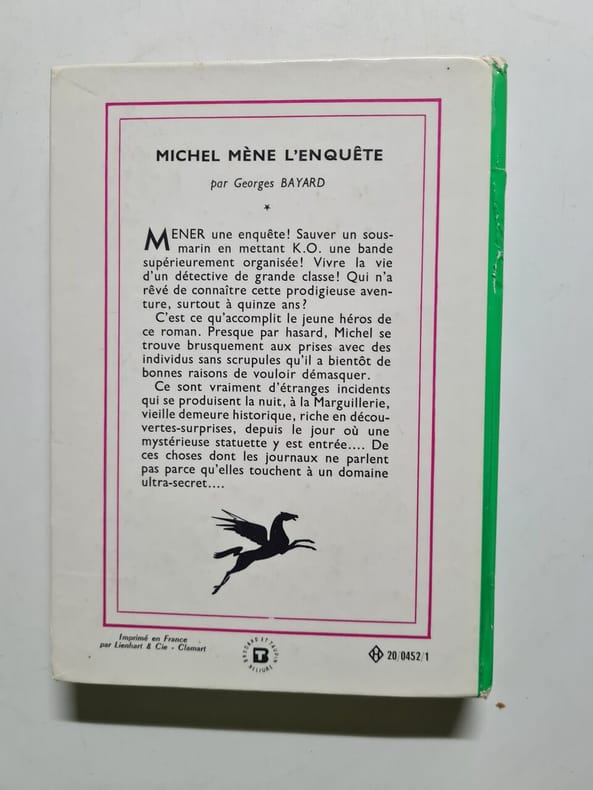 MICHEL MÈNE L'ENQUÊTE
par Georges BAYARD
MENER une enquête! Sauver un sous-
marin en mettant K.O. une bande
supérieurement organisée! Vivre la vie
d'un détective de grande classe! Qui n'a
rêvé de connaître cette prodigieuse aven-
ture, surtout à quinze ans?
C'est ce qu'accomplit le jeune héros de
ce roman. Presque par hasard, Michel se
trouve brusquement aux prises avec des
individus sans scrupules qu'il a bientôt de
bonnes raisons de vouloir démasquer.
Ce sont vraiment d'étranges incidents
qui se produisent la nuit, à la Marguillerie,
vieille demeure historique, riche en décou-
vertes-surprises, depuis le jour où une
mystérieuse statuette y est entrée.... De
ces choses dont les journaux ne parlent
pas parce qu'elles touchent à un domaine
ultra-secret....
Imprimé en France
par Lienhart & Cie - Clamart
BRODARD ET TAUPIN
RELIURE
BT
H 20/0452/1